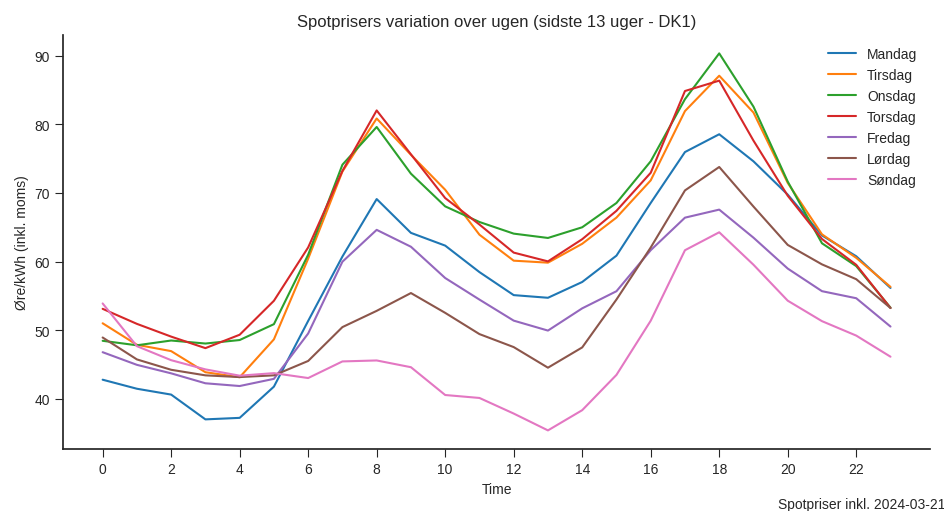 Spotprisers variation over ugen (sidste 13 uger - DK1)
Øre/kWh (inkl. moms)
90
80
70
60
50
40
0 2 4 6 8 10 12 14 16 18 20 22
Time
Mandag
Tirsdag
Onsdag
Torsdag
Fredag
Lørdag
Søndag
Spotpriser inkl. 2024-03-21